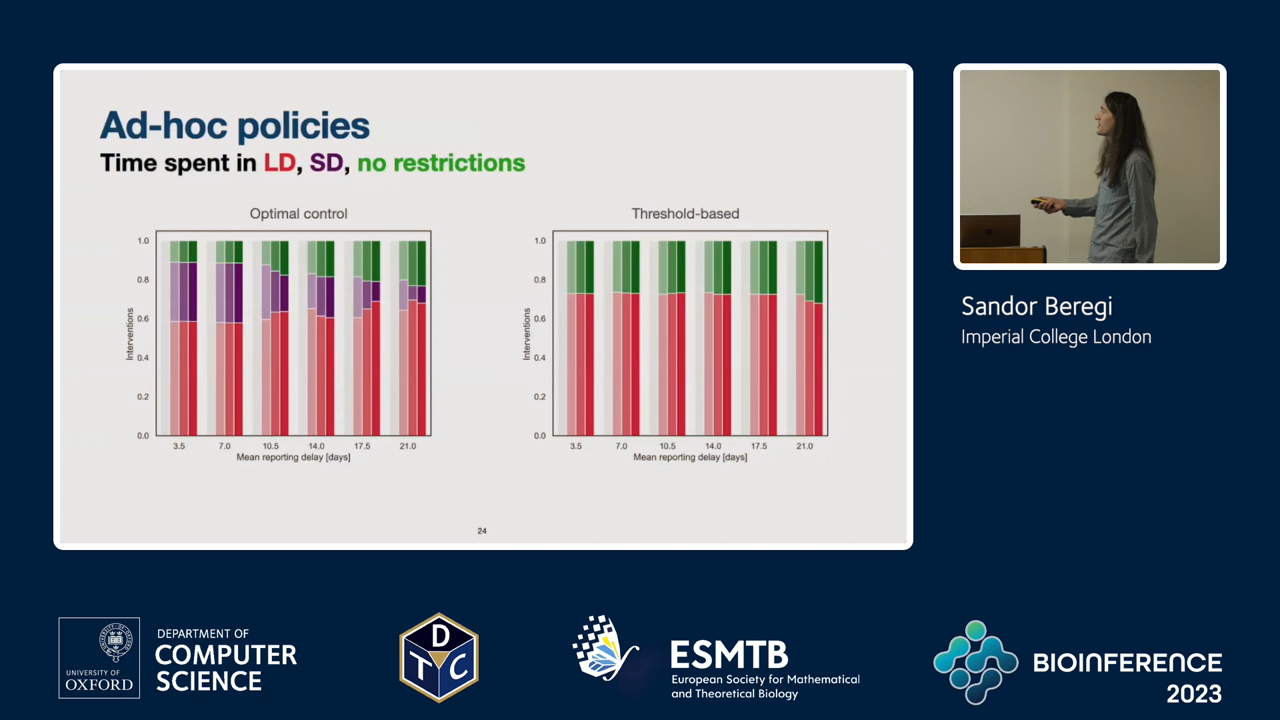 Ad-hoc policies
Time spent in LD, SD, no restrictions
Optimal control
1.0
0.8
0.6
0.4
0.2
0.0
Interventions
3.5 7.0 10.5 14.0 17.5 21.0
Mean reporting delay [days]
Threshold-based
1.0
0.8
0.6
0.4
0.2
0.0
Interventions
3.5 7.0 10.5 14.0 17.5 21.0
Mean reporting delay [days]
24
Sandor Beregi
Imperial College London
UNIVERSITY OF
OXFORD
DEPARTMENT OF
COMPUTER
SCIENCE
D
T C
ESMTB
European Society for Mathematical
and Theoretical Biology
BIOINFERENCE
2023